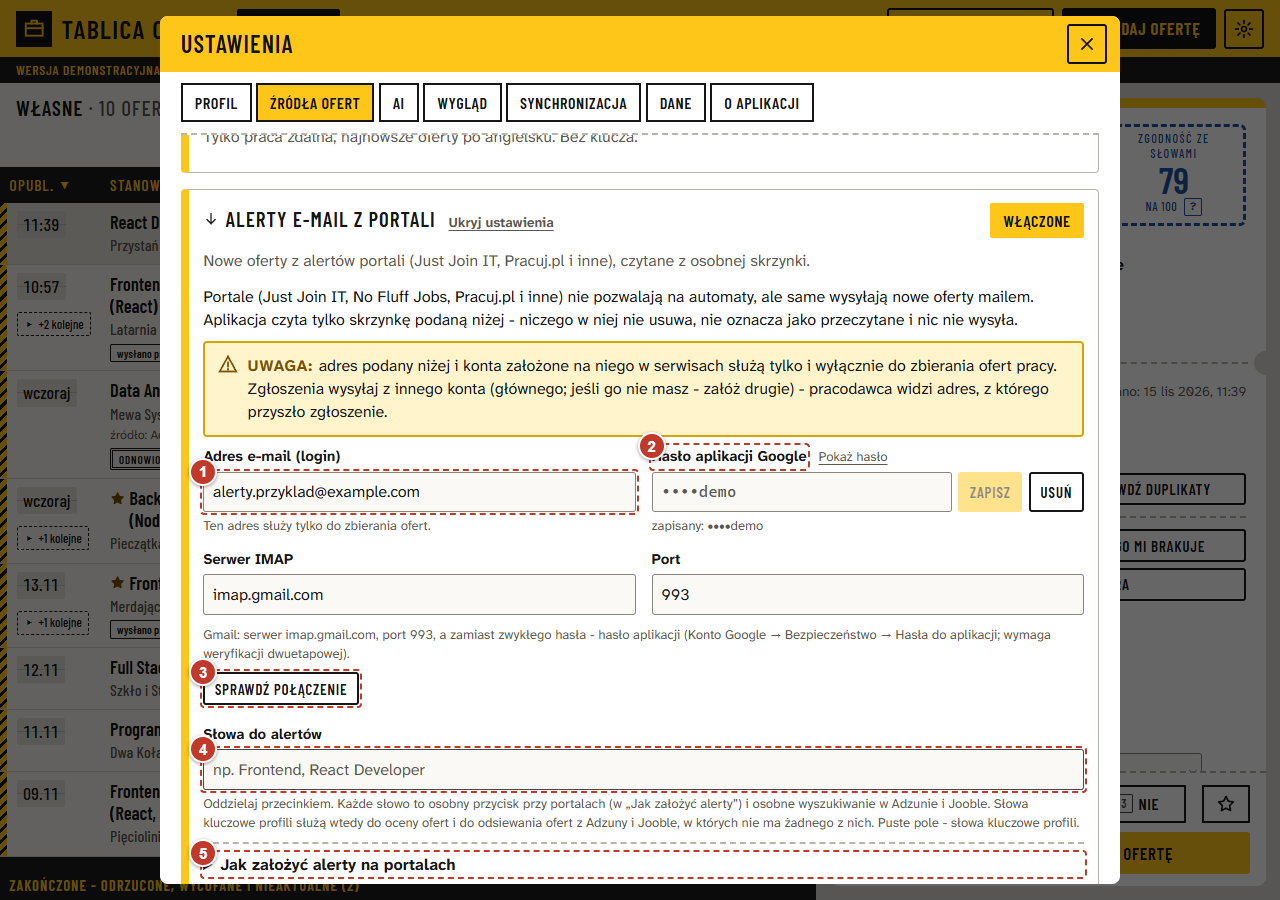 TABLICA O
USTAWIENIA
DAJ OFERTĘ
WERSJA DEMONSTRACYJNA
PROFIL
ŹRÓDŁA OFERT
AI
WYGLĄD
SYNCHRONIZACJA
DANE
O APLIKACJI
WŁASNE · 10 OFER
Tylko praca zdalna, najnowsze oferty po angielsku. Bez klucza.
ZGODNOŚĆ ZE
SŁOWAMI
79
NA 100 ?
OPUBL. ▼ STANOW
11:39 React D
Przystań
10:57 Fronten
(React)
+2 kolejne Latarnia
wysłano p
wczoraj Data An
Mewa Sys
źródło: Ad
ODNOWIO
wczoraj Back
(Nod
+1 kolejne Pieczątka
13.11 Front
Merdając
+1 kolejne wysłano p
12.11 Full Sta
Szkło i St
11.11 Program
Dwa Koła
09.11 Fronten
(React,
Pięciolini
ZAKOŃCZONE - ODRZUCONE, WYCOFANE I NIEAKTUALNE (2)
ALERTY E-MAIL Z PORTALI
Ukryj ustawienia
WŁĄCZONE
Nowe oferty z alertów portali (Just Join IT, Pracuj.pl i inne), czytane z osobnej skrzynki.
Portale (Just Join IT, No Fluff Jobs, Pracuj.pl i inne) nie pozwalają na automaty, ale same wysyłają nowe oferty mailem.
Aplikacja czyta tylko skrzynkę podaną niżej - niczego w niej nie usuwa, nie oznacza jako przeczytane i nic nie wysyła.
UWAGA: adres podany niżej i konta założone na niego w serwisach służą tylko i wyłącznie do zbierania ofert pracy.
Zgłoszenia wysyłaj z innego konta (głównego; jeśli go nie masz - załóż drugie) - pracodawca widzi adres, z którego
przyszło zgłoszenie.
Adres e-mail (login)
1
alerty.przyklad@example.com
Ten adres służy tylko do zbierania ofert.
2
Hasło aplikacji Google
Pokaż hasło
••••demo
ZAPISZ
USUŃ
zapisany: ••••demo
Serwer IMAP
imap.gmail.com
Port
993
Gmail: serwer imap.gmail.com, port 993, a zamiast zwykłego hasła - hasło aplikacji (Konto Google → Bezpieczeństwo → Hasła do aplikacji; wymaga
weryfikacji dwuetapowej).
3
SPRAWDŹ POŁĄCZENIE
Słowa do alertów
4
np. Frontend, React Developer
Oddzielaj przecinkiem. Każde słowo to osobny przycisk przy portalach (w „Jak założyć alerty”) i osobne wyszukiwanie w Adzunie i Jooble. Słowa
kluczowe profili służą wtedy do oceny ofert i do odsiewania ofert z Adzuny i Jooble, w których nie ma żadnego z nich. Puste pole - słowa kluczowe profili.
5
Jak założyć alerty na portalach
e
no: 15 lis 2026, 11:39
WDŹ DUPLIKATY
GO MI BRAKUJE
RA
3 NIE
OFERTĘ